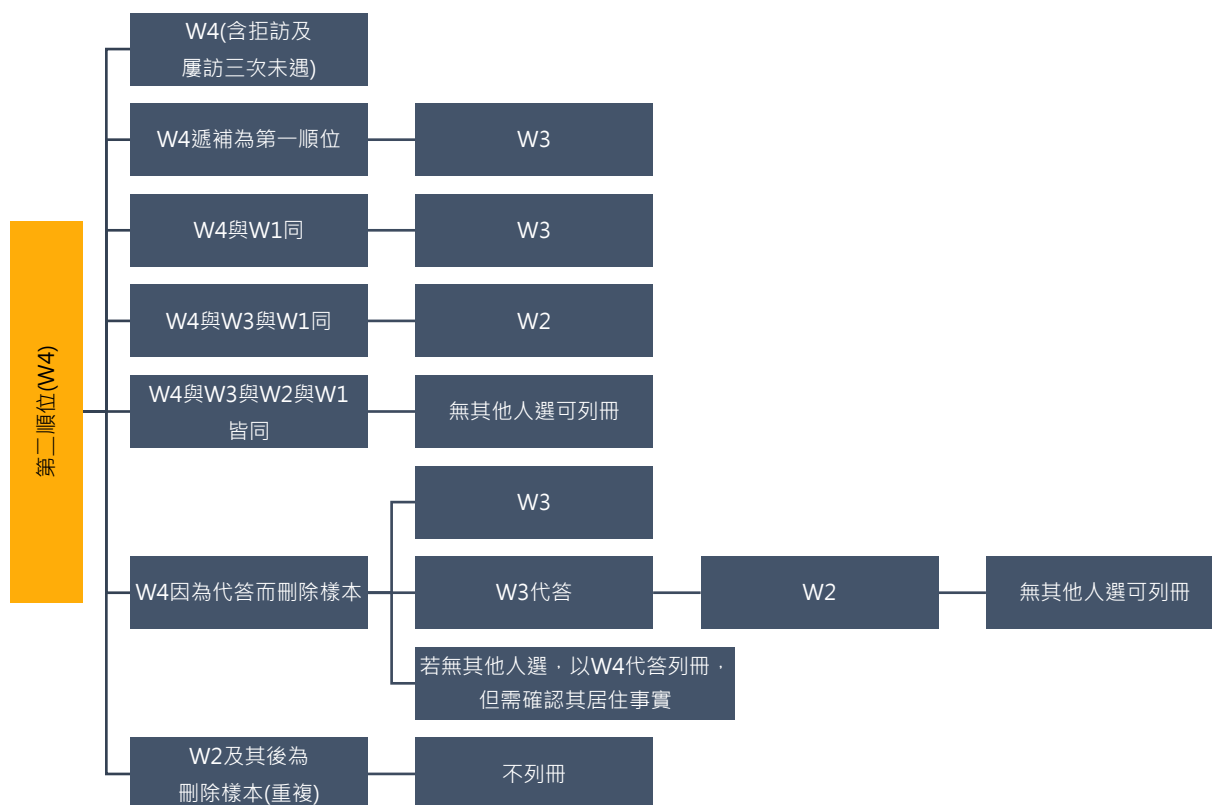 第二順位(W4)
W4(含拒訪及
屢訪三次未遇)
W4遞補為第一順位
W3
W4與W1同
W3
W4與W3與W1同
W2
W4與W3與W2與W1
皆同
無其他人選可列冊
W4因為代答而刪除樣本
W3
W3代答
W2
無其他人選可列冊
若無其他人選，以W4代答列冊，
但需確認其居住事實
W2及其後為
刪除樣本(重複)
不列冊